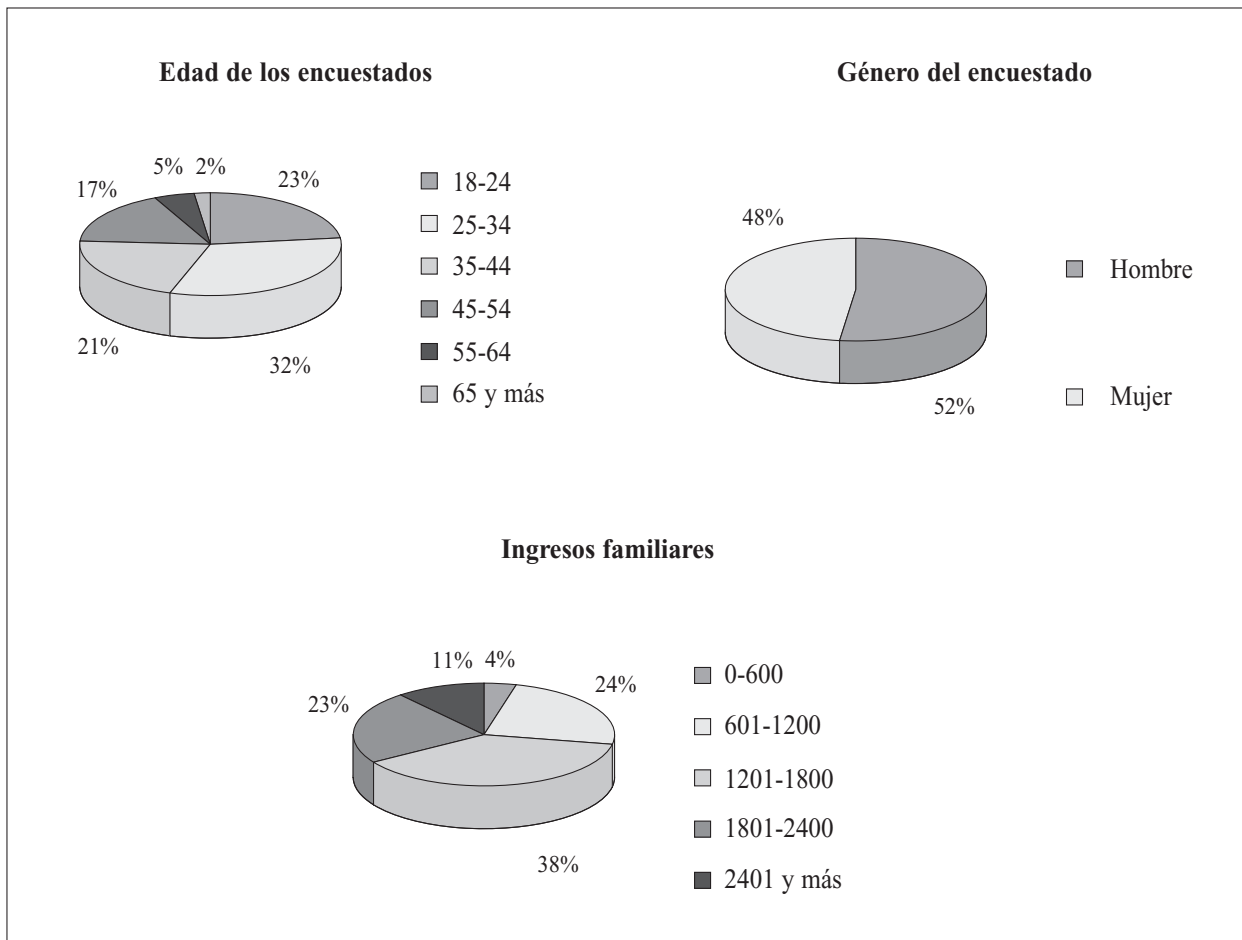 Edad de los encuestados
5% 2%
17%
23%
21%
32%
18-24
25-34
35-44
45-54
55-64
65 y más
Género del encuestado
48%
52%
Hombre
Mujer
Ingresos familiares
11% 4%
24%
23%
38%
0-600
601-1200
1201-1800
1801-2400
2401 y más